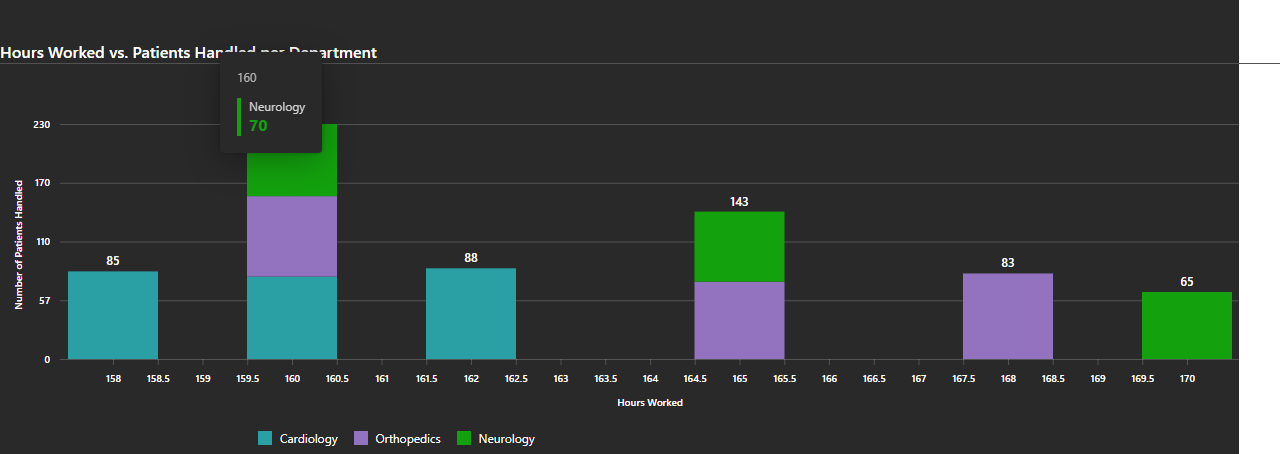 Hours Worked vs. Patients Handled per Department
160
Neurology
70
230
170
110
57
0
Number of Patients Handled
85
88
143
83
65
158 158.5 159 159.5 160 160.5 161 161.5 162 162.5 163 163.5 164 164.5 165 165.5 166 166.5 167 167.5 168 168.5 169 169.5 170
Hours Worked
Cardiology Orthopedics Neurology